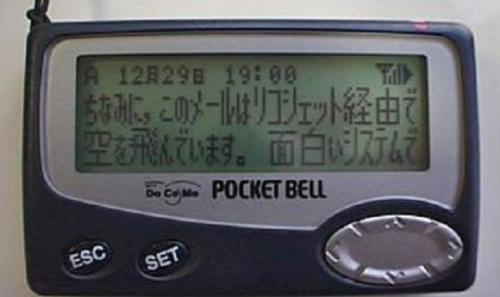 A 12月29日 19:00
ちなみに、このメールはリコシェット経由で
空を飛んでいます。 面白いシステムで
NTT DoCoMo POCKET BELL
ESC SET